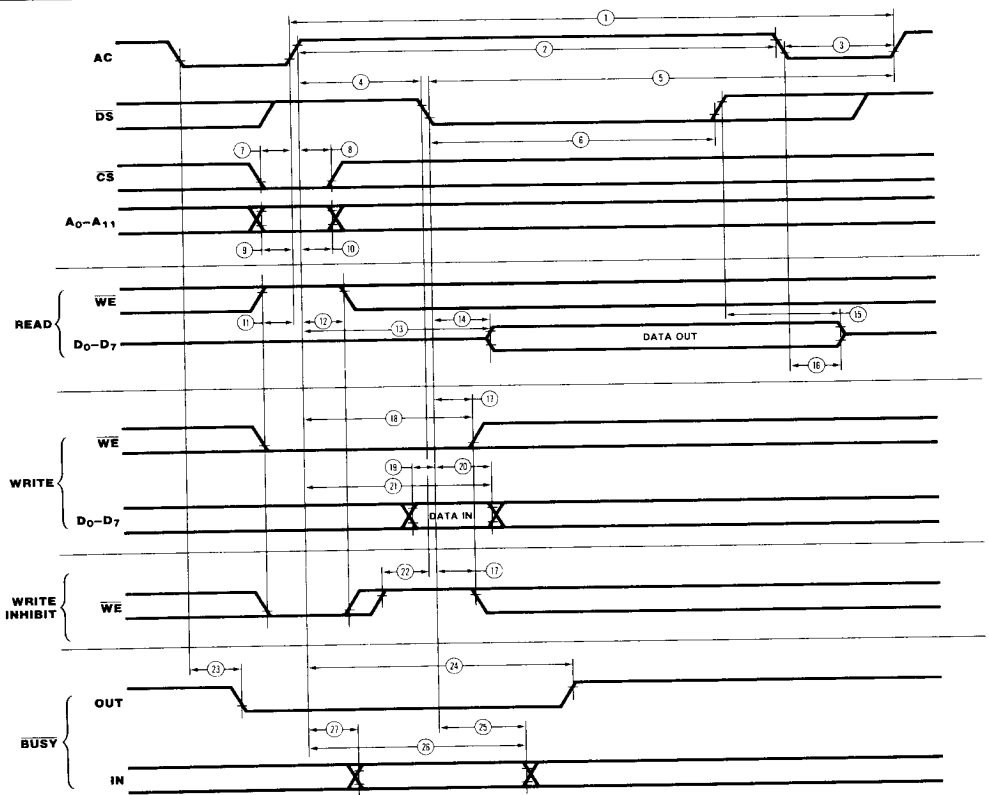 1
AC
2
3
4
5
DS
6
7
8
CS
A0–A11
9
10
READ
WE
11
12
13
14
15
D0–D7
DATA OUT
16
17
18
WRITE
WE
19
20
21
D0–D7
DATA IN
22
17
WRITE
INHIBIT
WE
23
24
OUT
BUSY
27
25
26
IN